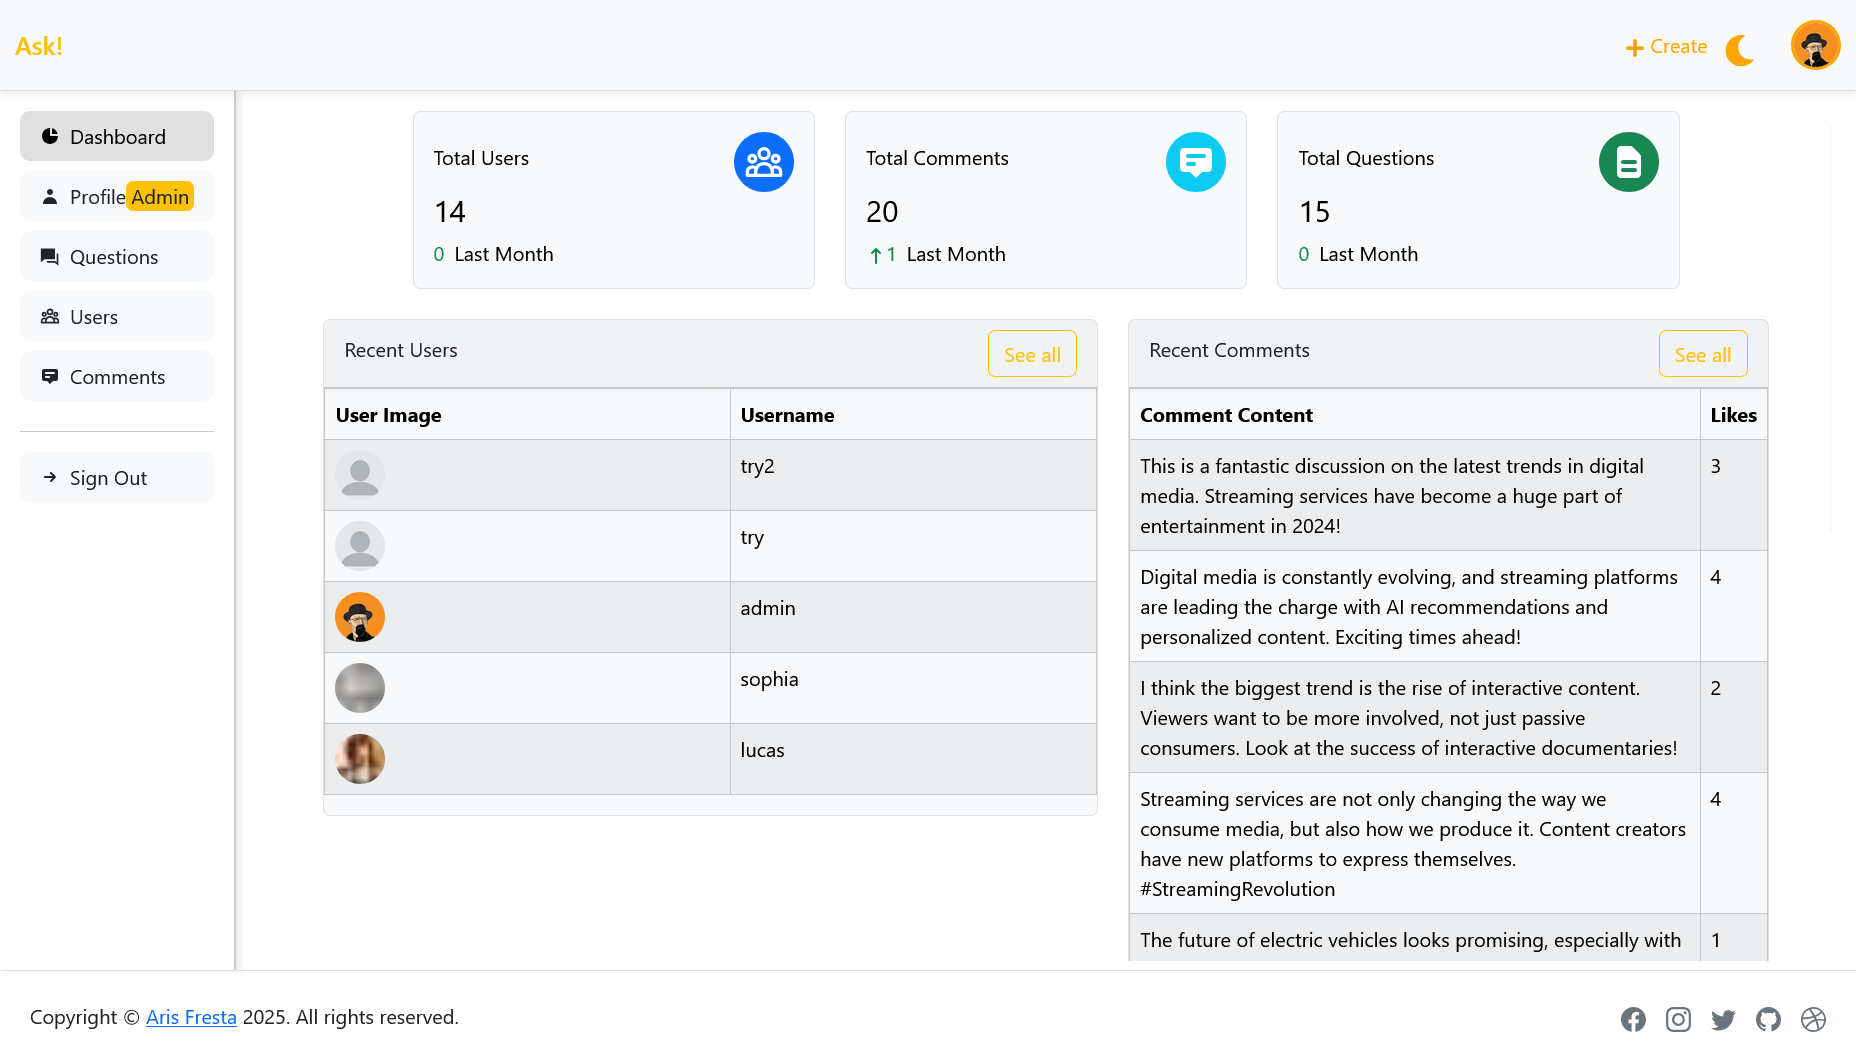 Ask!
Create
Dashboard
Profile Admin
Questions
Users
Comments
Sign Out
Total Users
14
0 Last Month
Total Comments
20
↑ 1 Last Month
Total Questions
15
0 Last Month
Recent Users
See all
User Image Username
try2
try
admin
sophia
lucas
Recent Comments
See all
Comment Content Likes
This is a fantastic discussion on the latest trends in digital 3
media. Streaming services have become a huge part of
entertainment in 2024!
Digital media is constantly evolving, and streaming platforms 4
are leading the charge with AI recommendations and
personalized content. Exciting times ahead!
I think the biggest trend is the rise of interactive content. 2
Viewers want to be more involved, not just passive
consumers. Look at the success of interactive documentaries!
Streaming services are not only changing the way we 4
consume media, but also how we produce it. Content creators
have new platforms to express themselves.
#StreamingRevolution
The future of electric vehicles looks promising, especially with 1
Copyright © Aris Fresta 2025. All rights reserved.